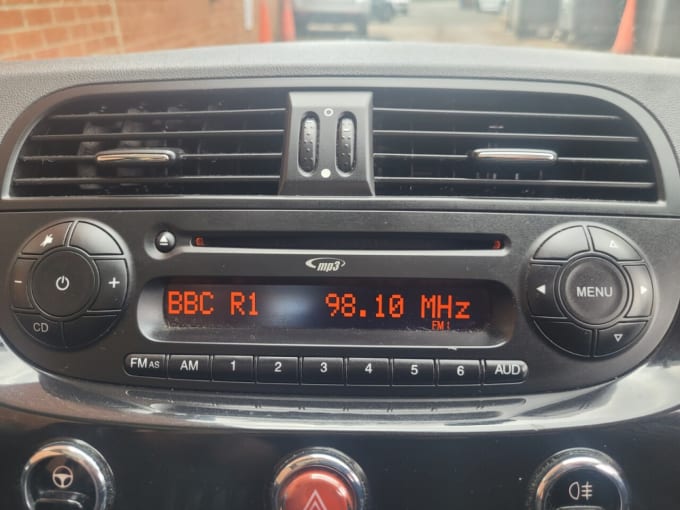 mp3
BBC R1 98.10 MHz
FM1
- +
CD
MENU
FM AS AM 1 2 3 4 5 6 AUD